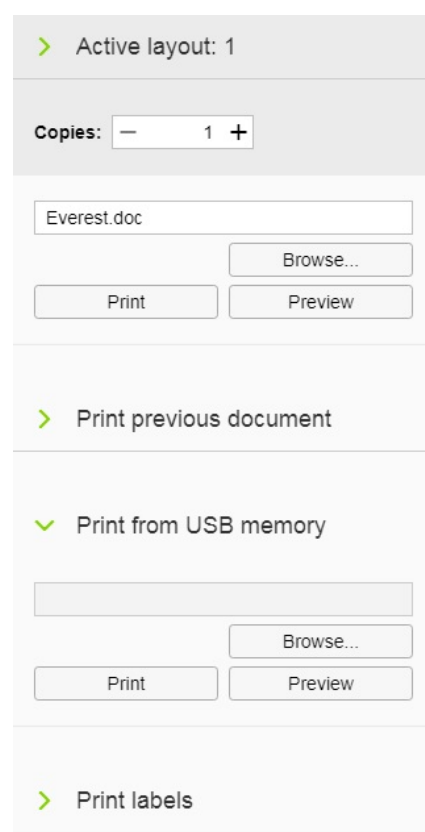 Active layout: 1
Copies: — 1 +
Everest.doc
Browse...
Print Preview
Print previous document
Print from USB memory
Browse...
Print Preview
Print labels